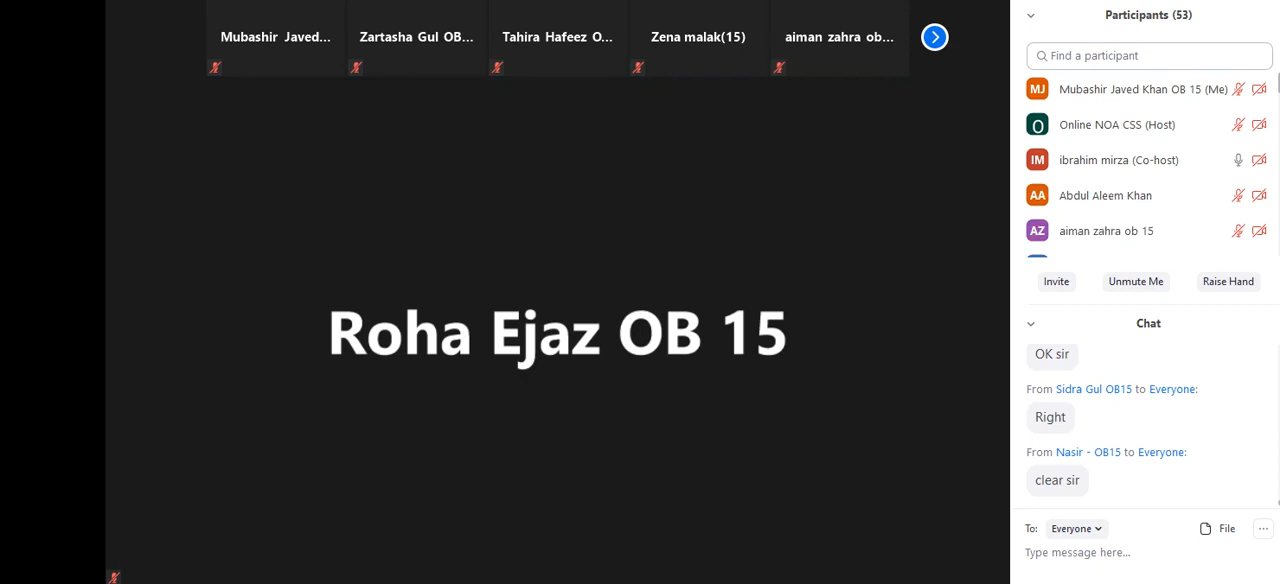 Mubashir Javed...
Zartasha Gul OB...
Tahira Hafeez O...
Zena malak(15)
aiman zahra ob...
Roha Ejaz OB 15
Participants (53)
Find a participant
MJ Mubashir Javed Khan OB 15 (Me)
O Online NOA CSS (Host)
IM ibrahim mirza (Co-host)
AA Abdul Aleem Khan
AZ aiman zahra ob 15
Invite Unmute Me Raise Hand
Chat
OK sir
From Sidra Gul OB15 to Everyone:
Right
From Nasir - OB15 to Everyone:
clear sir
To: Everyone File ...
Type message here...